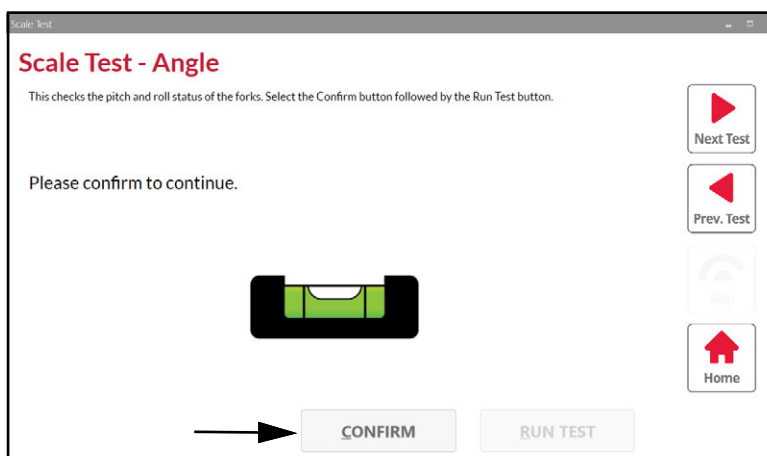 Scale Test
Scale Test - Angle
This checks the pitch and roll status of the forks. Select the Confirm button followed by the Run Test button.
Please confirm to continue.
Next Test
Prev. Test
Stop
Home
CONFIRM
RUN TEST